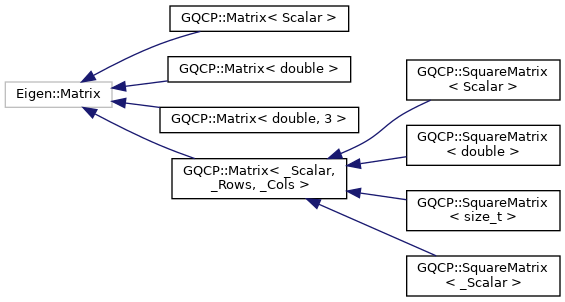 GQCP::Matrix< Scalar >
GQCP::Matrix< double >
Eigen::Matrix
GQCP::Matrix< double, 3 >
GQCP::Matrix< _Scalar,
_Rows, _Cols >
GQCP::SquareMatrix
< Scalar >
GQCP::SquareMatrix
< double >
GQCP::SquareMatrix
< size_t >
GQCP::SquareMatrix
< _Scalar >